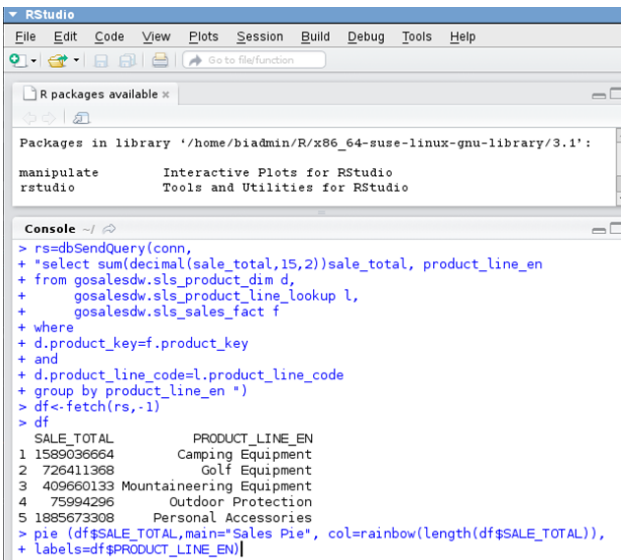 RStudio
File Edit Code View Plots Session Build Debug Tools Help
Go to file/function
R packages available
Packages in library ‘/home/biadmin/R/x86_64-suse-linux-gnu-library/3.1’:
manipulate Interactive Plots for RStudio
rstudio Tools and Utilities for RStudio
Console ~/
> rs=dbSendQuery(conn,
+ "select sum(decimal(sale_total,15,2))sale_total, product_line_en
+ from gosalesdw.sls_product_dim d,
+ gosalesdw.sls_product_line_lookup l,
+ gosalesdw.sls_sales_fact f
+ where
+ d.product_key=f.product_key
+ and
+ d.product_line_code=l.product_line_code
+ group by product_line_en ")
> df<-fetch(rs,-1)
> df
SALE_TOTAL PRODUCT_LINE_EN
1 1589036664 Camping Equipment
2 726411368 Golf Equipment
3 409660133 Mountaineering Equipment
4 75994296 Outdoor Protection
5 1885673308 Personal Accessories
> pie (df$SALE_TOTAL,main="Sales Pie", col=rainbow(length(df$SALE_TOTAL)),
+ labels=df$PRODUCT_LINE_EN)